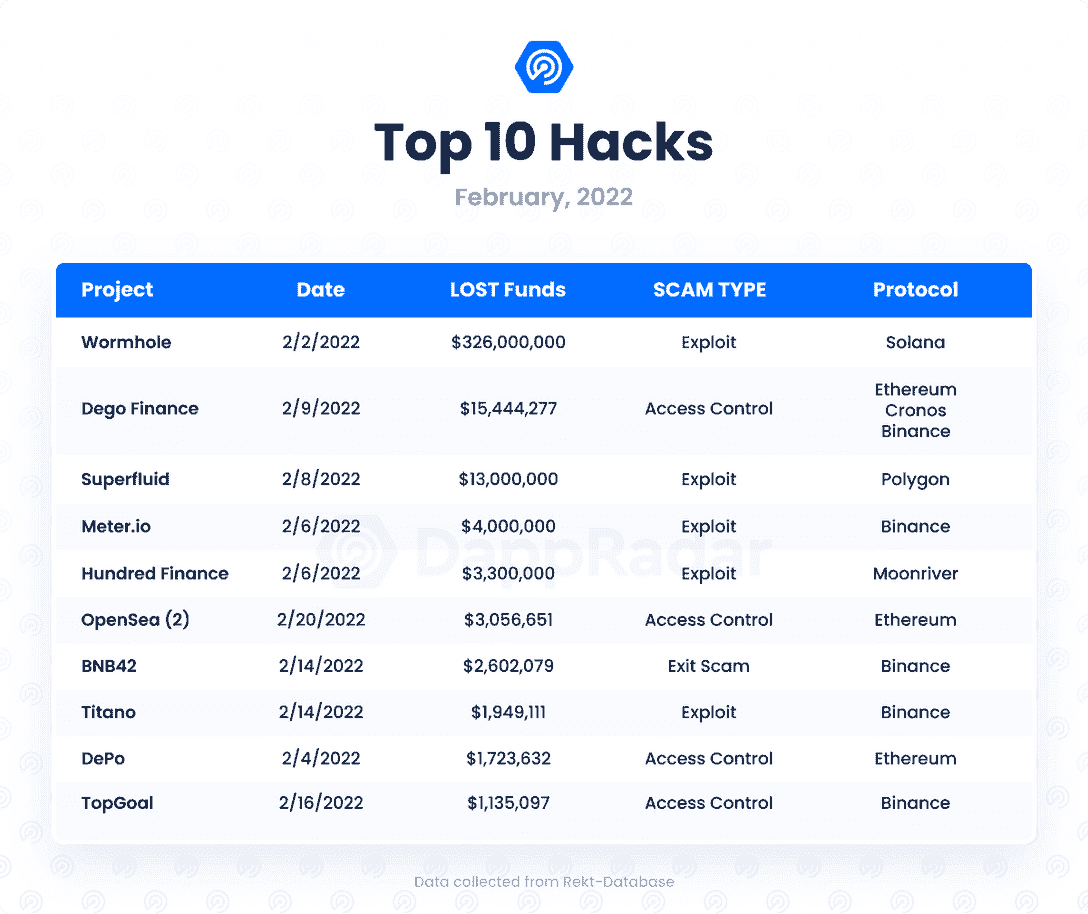 Top 10 Hacks
February, 2022
Project Date LOST Funds SCAM TYPE Protocol
Wormhole 2/2/2022 $326,000,000 Exploit Solana
Dego Finance 2/9/2022 $15,444,277 Access Control Ethereum
Cronos
Binance
Superfluid 2/8/2022 $13,000,000 Exploit Polygon
Meter.io 2/6/2022 $4,000,000 Exploit Binance
DappRadar
Hundred Finance 2/6/2022 $3,300,000 Exploit Moonriver
OpenSea (2) 2/20/2022 $3,056,651 Access Control Ethereum
BNB42 2/14/2022 $2,602,079 Exit Scam Binance
Titano 2/14/2022 $1,949,111 Exploit Binance
DePo 2/4/2022 $1,723,632 Access Control Ethereum
TopGoal 2/16/2022 $1,135,097 Access Control Binance
Data collected from Rekt-Database